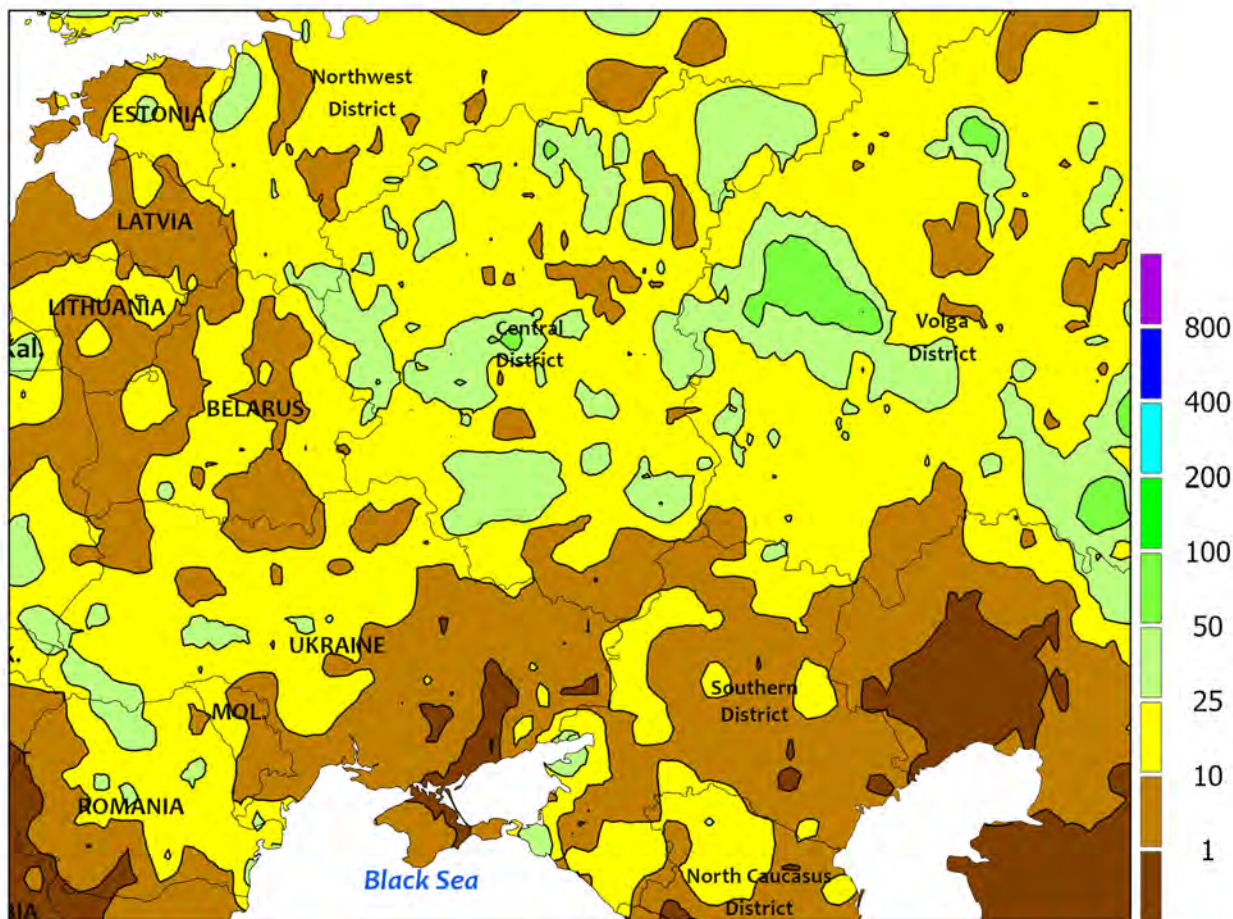 Northwest
District
ESTONIA
LATVIA
LITHUANIA
Kal.
Central
District
Volga
District
BELARUS
UKRAINE
MOL.
Southern
District
ROMANIA
Black Sea
North Caucasus
District
800
400
200
100
50
25
10
1